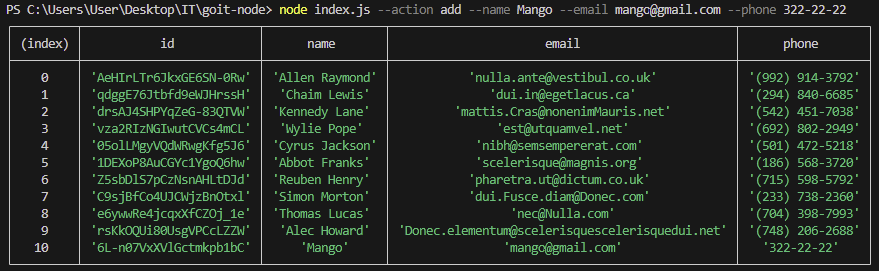 PS C:\User\User\Desktop\IT\goit-node> node index.js --action add --name Mango --email mango@gmail.com --phone 322-22-22
(index) id name email phone
0 'AeHIrLTr6JkxGE6SN-0Rw' 'Allen Raymond' 'nulla.ante@vestibul.co.uk' '(992) 914-3792'
1 'qdggE76Jtbfd9eWJHrssH' 'Chaim Lewis' 'dui.in@egetlacus.ca' '(294) 840-6685'
2 'drsAJ4SHPYqZeG-83QTVW' 'Kennedy Lane' 'mattis.Cras@nonenimMauris.net' '(542) 451-7038'
3 'vza2RIzNGIwutCVCs4mCL' 'Wylie Pope' 'est@utquamvel.net' '(692) 802-2949'
4 '05olLMgyVQdWRwgKfg5J6' 'Cyrus Jackson' 'nibh@semsempererat.com' '(501) 472-5218'
5 '1DEXoP8AuCGYc1YgoQ6hw' 'Abbot Franks' 'scelerisque@magnis.org' '(186) 568-3720'
6 'Z5sbDlS7pCzNsnAHLtDJd' 'Reuben Henry' 'pharetra.ut@dictum.co.uk' '(715) 598-5792'
7 'C9sjBfCo4UJCWjzBnOtxl' 'Simon Morton' 'dui.Fusce.diam@Donec.com' '(233) 738-2360'
8 'e6ywwRe4jcqxXfCZOj_1e' 'Thomas Lucas' 'nec@Nulla.com' '(704) 398-7993'
9 'rsKkOQUi80UsgVPCcLZZW' 'Alec Howard' 'Donec.elementum@scelerisquescelerisquedui.net' '(748) 206-2688'
10 '6L-n07VxXVlGctmkpb1bC' 'Mango' 'mango@gmail.com' '322-22-22'